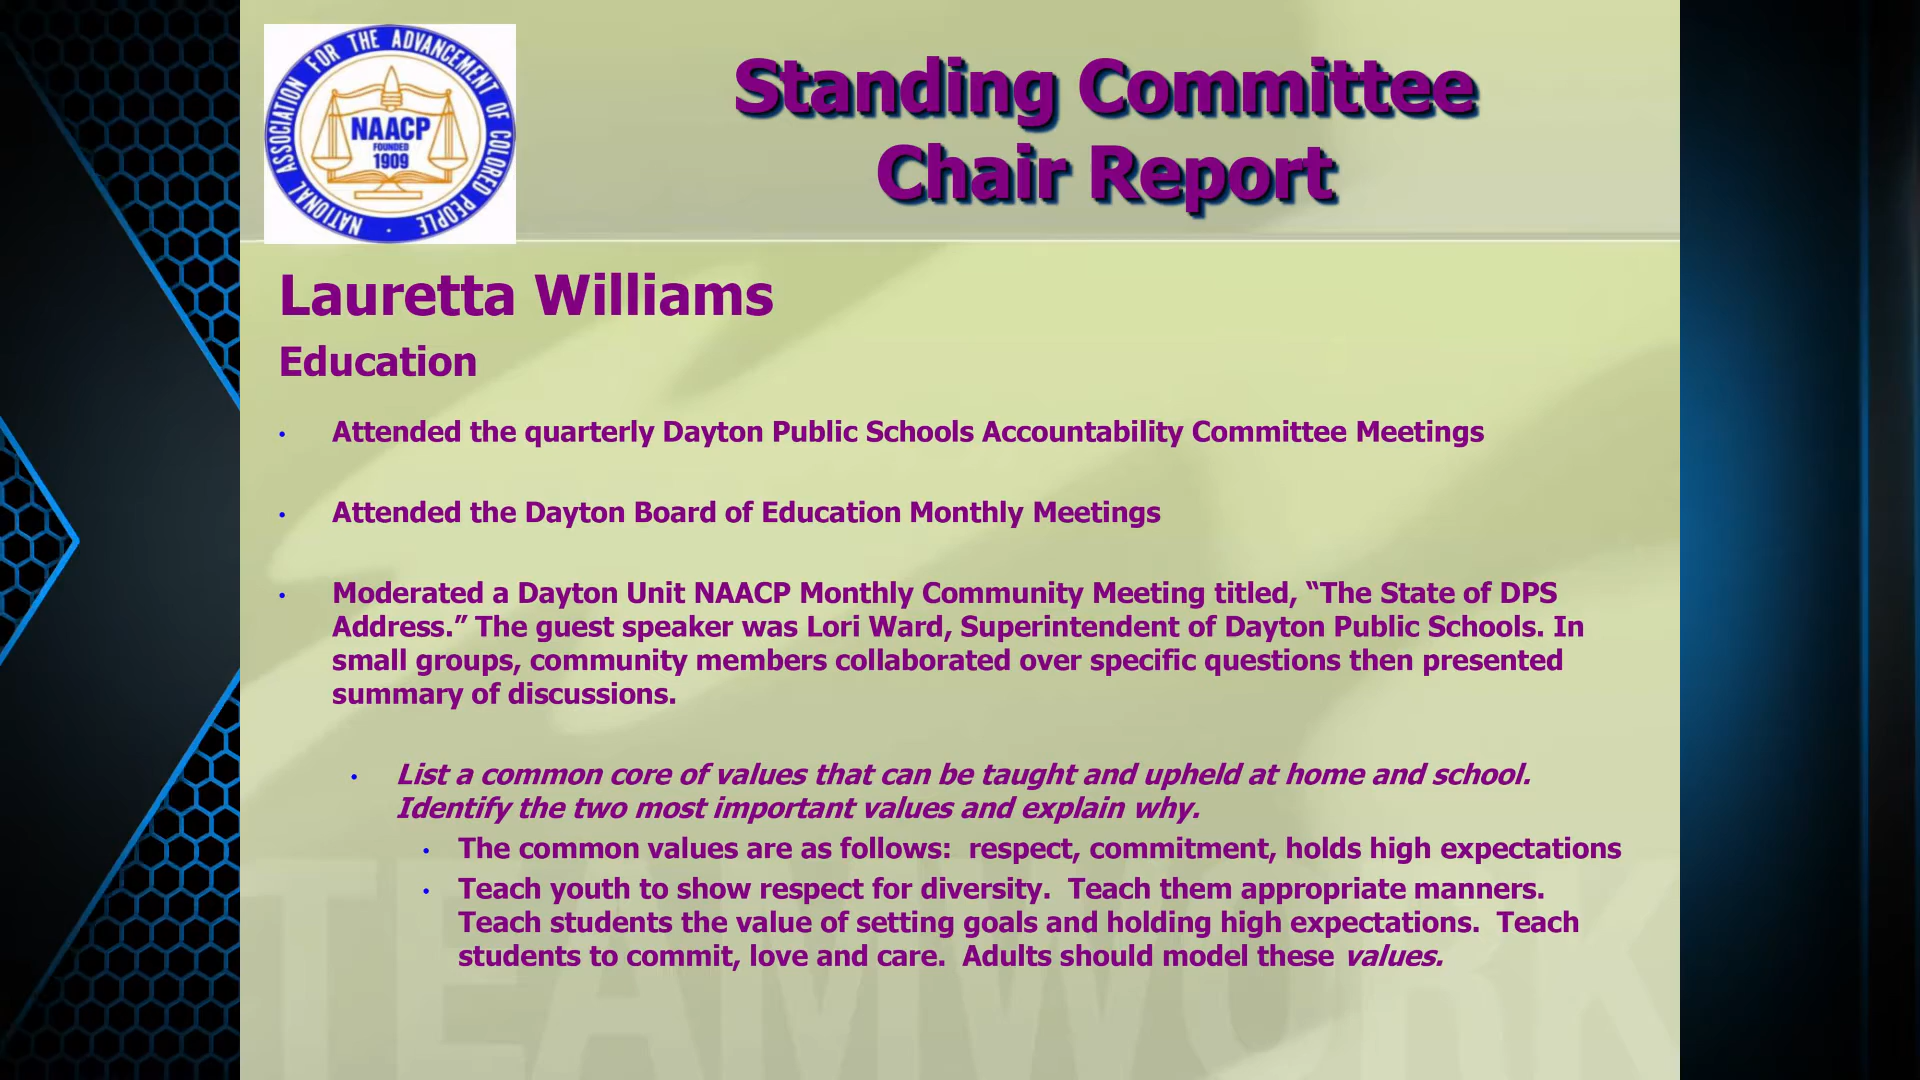 NATIONAL ASSOCIATION FOR THE ADVANCEMENT OF COLORED PEOPLE
NAACP
FOUNDED
1909
Standing Committee
Chair Report
Lauretta Williams
Education
• Attended the quarterly Dayton Public Schools Accountability Committee Meetings
• Attended the Dayton Board of Education Monthly Meetings
• Moderated a Dayton Unit NAACP Monthly Community Meeting titled, “The State of DPS
Address.” The guest speaker was Lori Ward, Superintendent of Dayton Public Schools. In
small groups, community members collaborated over specific questions then presented
summary of discussions.
• List a common core of values that can be taught and upheld at home and school.
Identify the two most important values and explain why.
• The common values are as follows:  respect, commitment, holds high expectations
• Teach youth to show respect for diversity.  Teach them appropriate manners.
Teach students the value of setting goals and holding high expectations.  Teach
students to commit, love and care.  Adults should model these values.
TEAMWORK